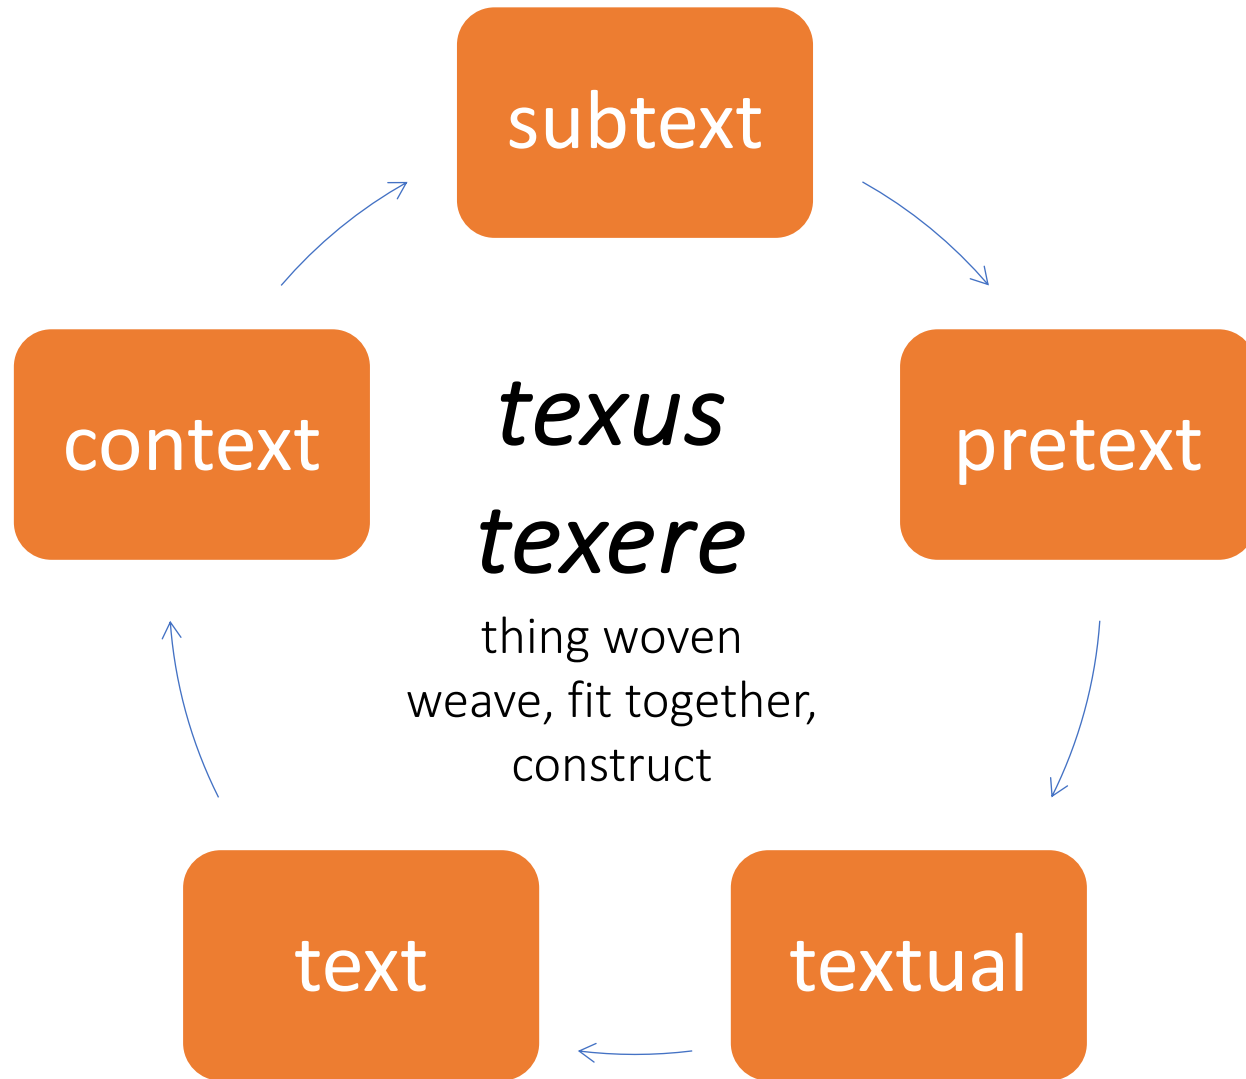 subtext
context
pretext
texus
texere
thing woven
weave, fit together,
construct
text
textual